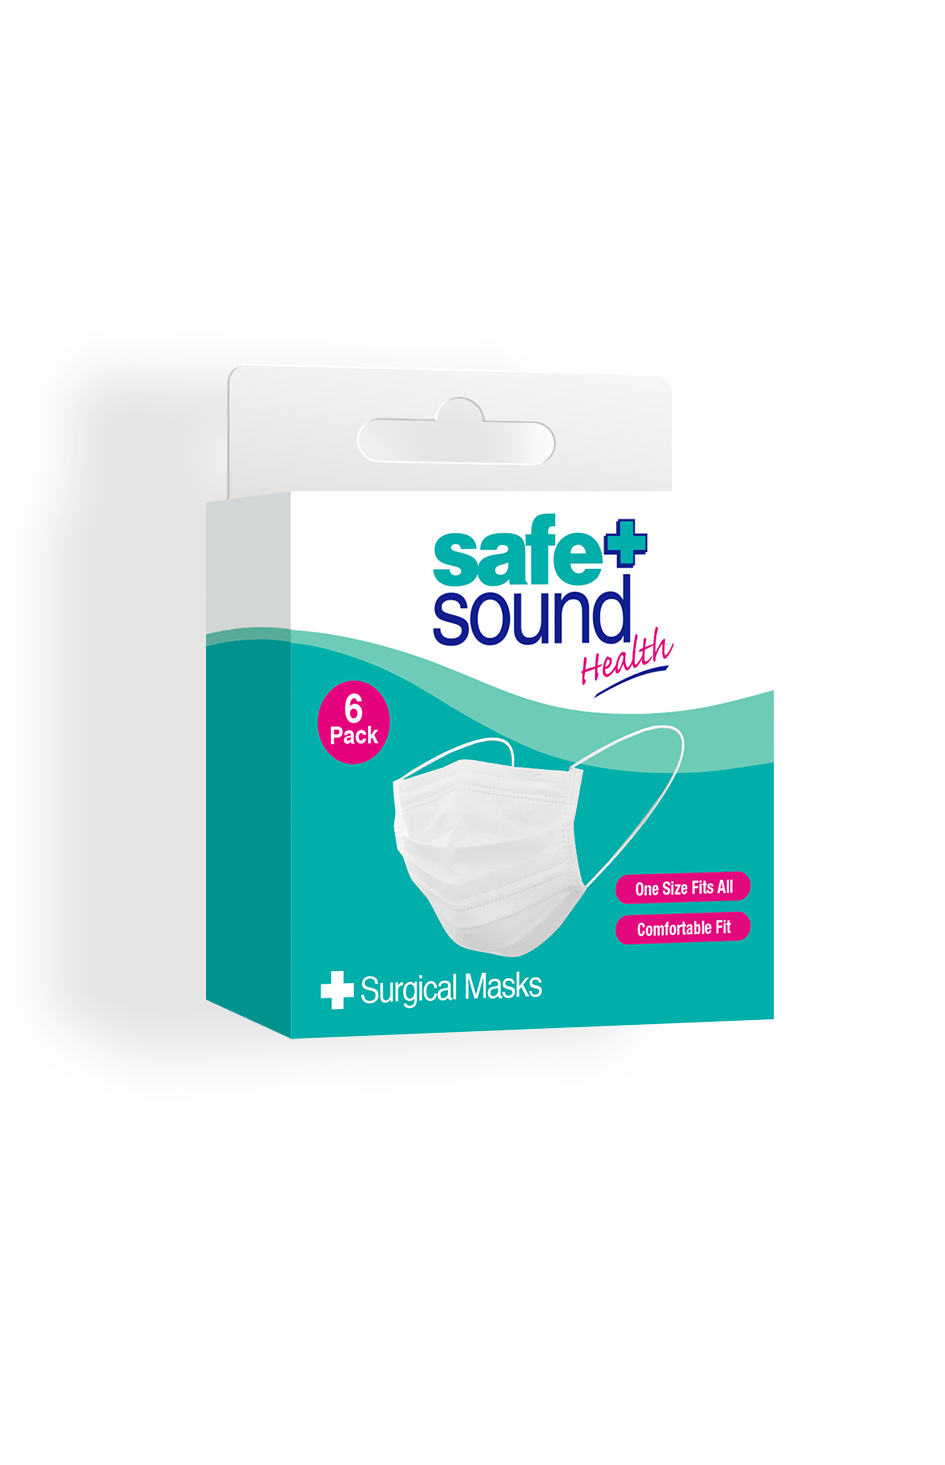 safe+
sound
Health
6
Pack
One Size Fits All
Comfortable Fit
Surgical Masks